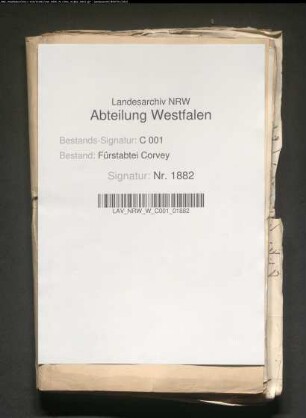 Landesarchiv NRW
Abteilung Westfalen
Bestands-Signatur: C 001
Bestand: Fürstabtei Corvey
Signatur: Nr. 1882
LAV_NRW_W_C001_01882